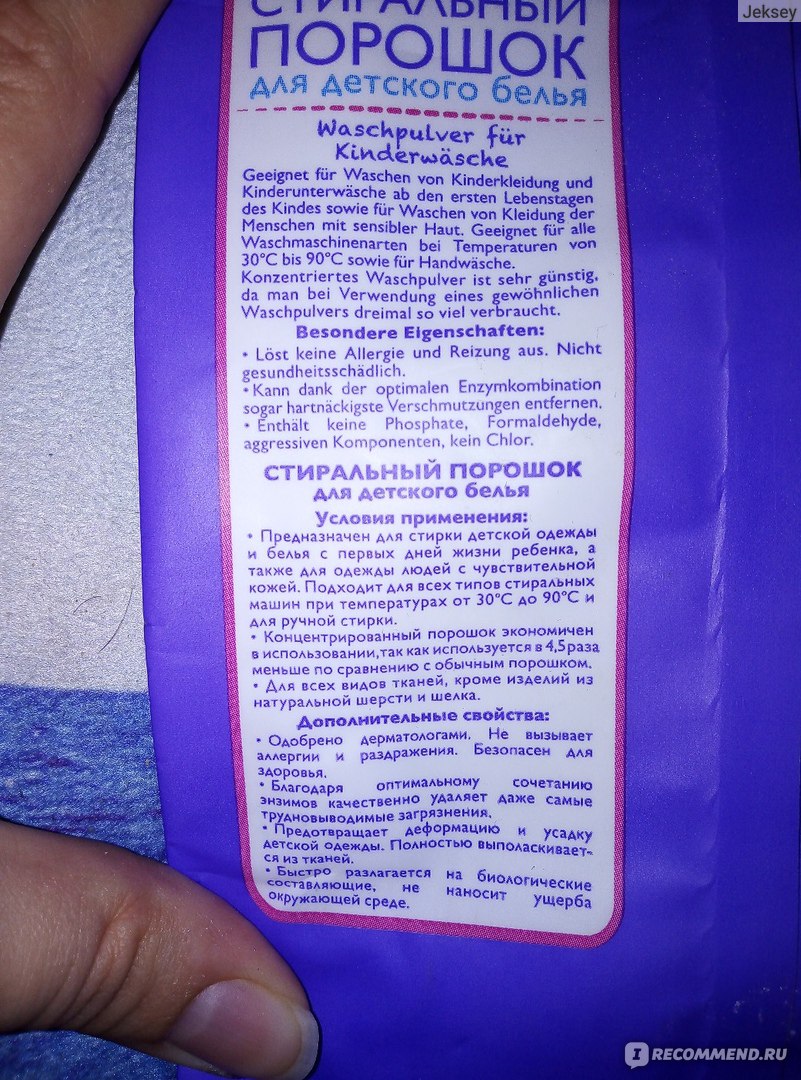 Jeksey
СТИРАЛЬНЫЙ
ПОРОШОК
для детского белья
Waschpulver für
Kinderwäsche
Geeignet für Waschen von Kinderkleidung und
Kinderunterwäsche ab den ersten Lebenstagen
des Kindes sowie für Waschen von Kleidung der
Menschen mit sensibler Haut. Geeignet für alle
Waschmaschinenarten bei Temperaturen von
30°C bis 90°C sowie für Handwäsche.
Konzentriertes Waschpulver ist sehr günstig,
da man bei Verwendung eines gewöhnlichen
Waschpulvers dreimal so viel verbraucht.
Besondere Eigenschaften:
• Löst keine Allergie und Reizung aus. Nicht
gesundheitsschädlich.
• Kann dank der optimalen Enzymkombination
sogar hartnäckigste Verschmutzungen entfernen.
• Enthält keine Phosphate, Formaldehyde,
aggressiven Komponenten, kein Chlor.
СТИРАЛЬНЫЙ ПОРОШОК
для детского белья
Условия применения:
• Предназначен для стирки детской одежды
и белья с первых дней жизни ребенка, а
также для одежды людей с чувствительной
кожей. Подходит для всех типов стиральных
машин при температурах от 30°С до 90°С и
для ручной стирки.
• Концентрированный порошок экономичен
в использовании,так как используется в 4,5раза
меньше по сравнению с обычным порошком.
• Для всех видов тканей, кроме изделий из
натуральной шерсти и шелка.
Дополнительные свойства:
• Одобрено дерматологами. Не вызывает
аллергии и раздражения. Безопасен для
здоровья.
• Благодаря оптимальному сочетанию
энзимов качественно удаляет даже самые
трудновыводимые загрязнения.
• Предотвращает деформацию и усадку
детской одежды. Полностью выполаскивает-
ся из тканей.
• Быстро разлагается на биологические
составляющие, не наносит ущерба
окружающей среде.
IRECOMMEND.RU